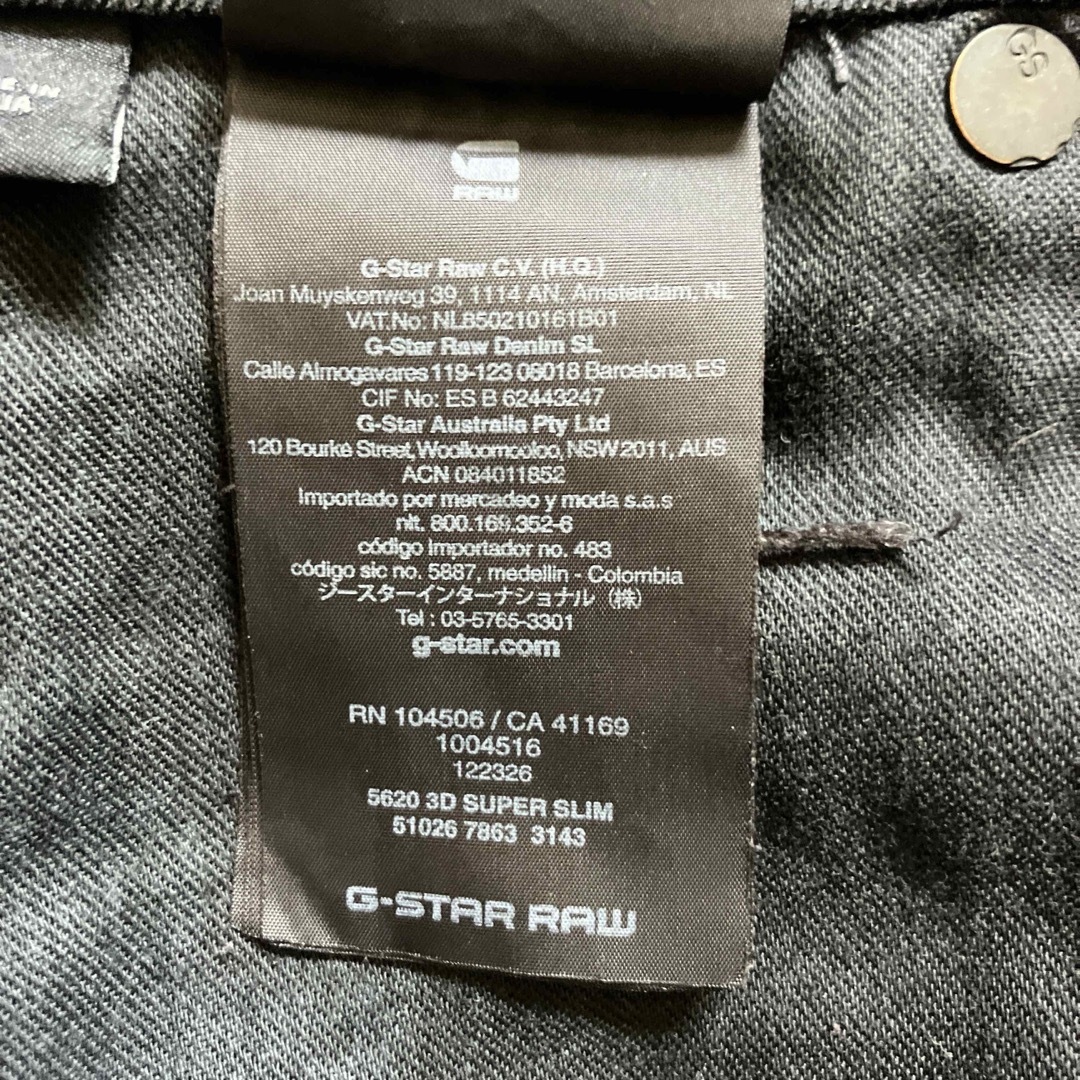 GS
RAW
G-Star Raw C.V. (H.Q.)
Joan Muyskenweg 39, 1114 AN, Amsterdam, NL
VAT.No: NL850210161B01
G-Star Raw Denim SL
Calle Almogavares 119-123 08018 Barcelona, ES
CIF No: ES B 62443247
G-Star Australia Pty Ltd
120 Bourke Street, Woolloomooloo, NSW 2011, AUS
ACN 084011852
Importado por mercadeo y moda s.a.s
nit. 800.169.352-6
código importador no. 483
código sic no. 5887, medellin - Colombia
ジースターインターナショナル（株）
Tel : 03-5765-3301
g-star.com
RN 104506 / CA 41169
1004516
122326
5620 3D SUPER SLIM
51026 7863 3143
G-STAR RAW